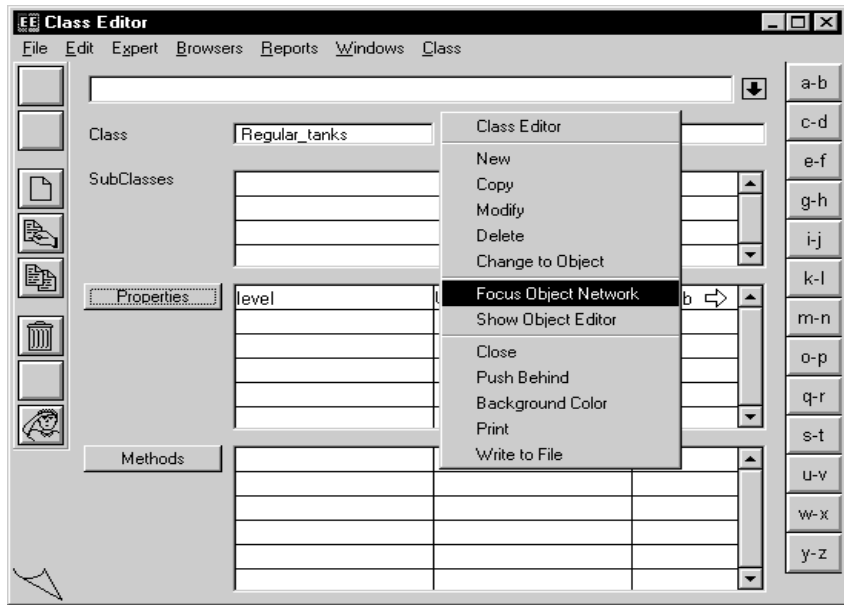 EE Class Editor
File Edit Expert Browsers Reports Windows Class
a-b
c-d
e-f
g-h
i-j
k-l
m-n
o-p
q-r
s-t
u-v
w-x
y-z
Class Regular_tanks
SubClasses
Properties level
b
Methods
Class Editor
New
Copy
Modify
Delete
Change to Object
Focus Object Network
Show Object Editor
Close
Push Behind
Background Color
Print
Write to File